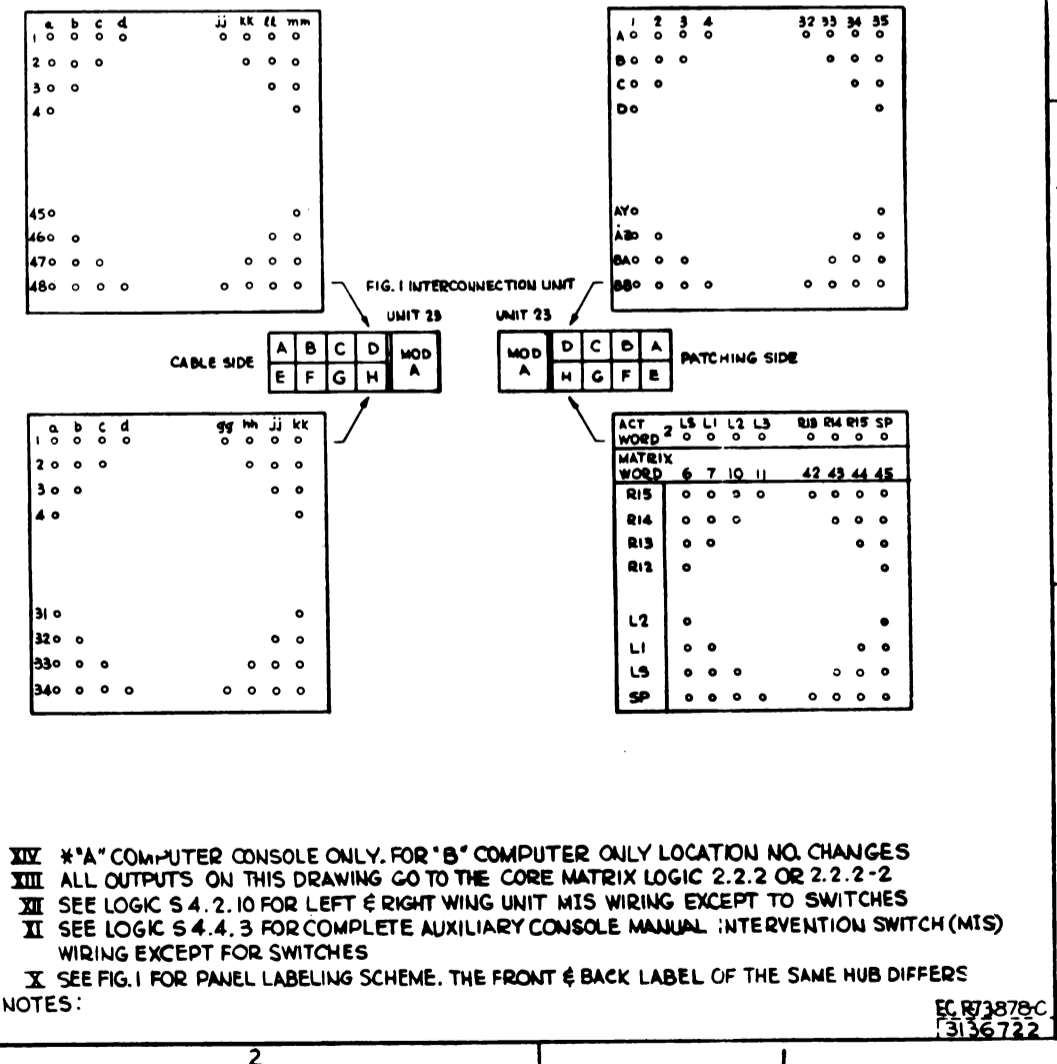 a b c d jj kk ll mm
1
2
3
4
45
46
47
48
1 2 3 4 32 33 34 35
A
B
C
D
AY
AZ
BA
BB
FIG. 1 INTERCONNECTION UNIT
UNIT 23 UNIT 23
CABLE SIDE
A B C D
E F G H
MOD A
MOD A
D C B A
H G F E
PATCHING SIDE
a b c d gg hh jj kk
1
2
3
4
31
32
33
34
ACT WORD 2 LS L1 L2 L3 R13 R14 R15 SP
MATRIX WORD 6 7 10 11 42 43 44 45
R15
R14
R13
R12
L2
L1
LS
SP
XIV *"A" COMPUTER CONSOLE ONLY. FOR "B" COMPUTER ONLY LOCATION NO. CHANGES
XIII ALL OUTPUTS ON THIS DRAWING GO TO THE CORE MATRIX LOGIC 2.2.2 OR 2.2.2-2
XII SEE LOGIC S 4.2.10 FOR LEFT & RIGHT WING UNIT MIS WIRING EXCEPT TO SWITCHES
XI SEE LOGIC S 4.4.3 FOR COMPLETE AUXILIARY CONSOLE MANUAL INTERVENTION SWITCH (MIS)
WIRING EXCEPT FOR SWITCHES
X SEE FIG. 1 FOR PANEL LABELING SCHEME. THE FRONT & BACK LABEL OF THE SAME HUB DIFFERS
NOTES:
EC R73878-C
3136722
2 1